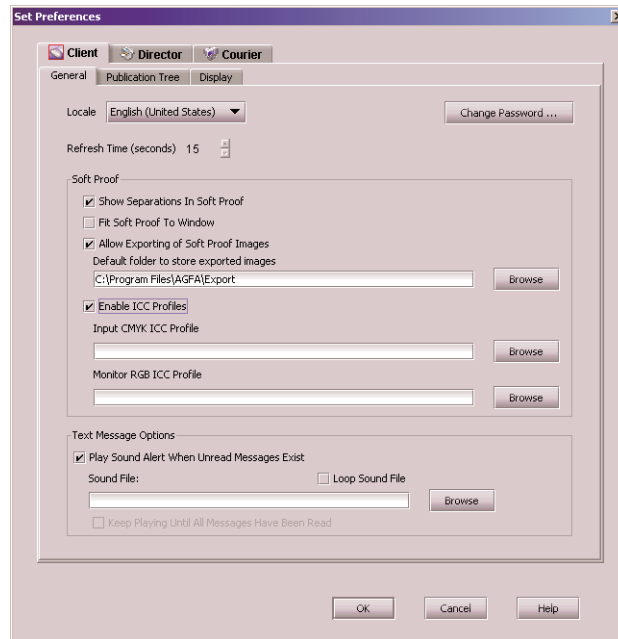 Set Preferences
Client Director Courier
General Publication Tree Display
Locale English (United States) Change Password ...
Refresh Time (seconds) 15
Soft Proof
Show Separations In Soft Proof
Fit Soft Proof To Window
Allow Exporting of Soft Proof Images
Default folder to store exported images
C:\Program Files\AGFA\Export Browse
Enable ICC Profiles
Input CMYK ICC Profile
Browse
Monitor RGB ICC Profile
Browse
Text Message Options
Play Sound Alert When Unread Messages Exist
Sound File: Loop Sound File
Browse
Keep Playing Until All Messages Have Been Read
OK Cancel Help